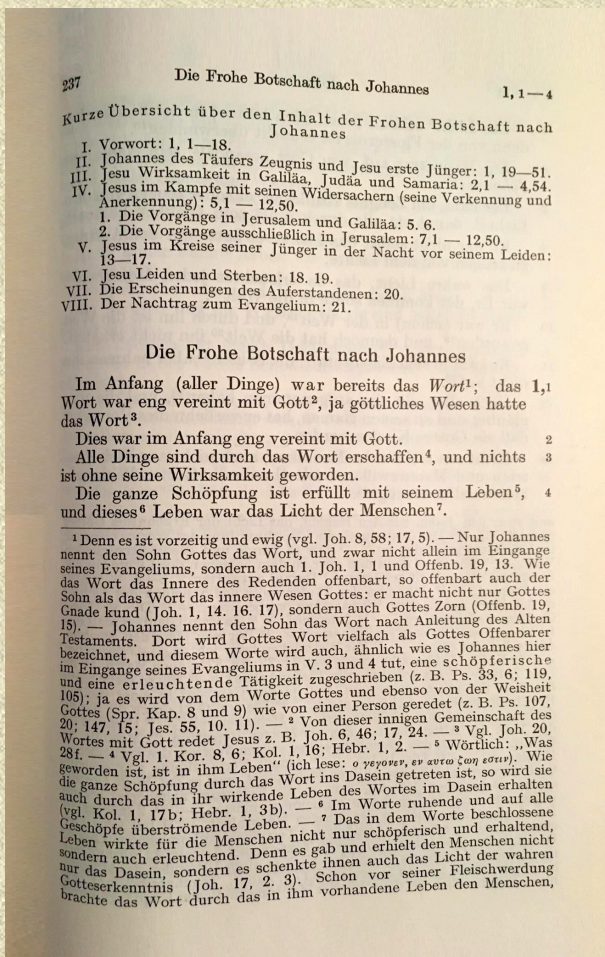 237 Die Frohe Botschaft nach Johannes 1, 1—4
Kurze Übersicht über den Inhalt der Frohen Botschaft nach
Johannes
I. Vorwort: 1, 1—18.
II. Johannes des Täufers Zeugnis und Jesu erste Jünger: 1, 19—51.
III. Jesu Wirksamkeit in Galiläa, Judäa und Samaria: 2,1 — 4,54.
IV. Jesus im Kampfe mit seinen Widersachern (seine Verkennung und
Anerkennung): 5,1 — 12,50.
1. Die Vorgänge in Jerusalem und Galiläa: 5. 6.
2. Die Vorgänge ausschließlich in Jerusalem: 7,1 — 12,50.
V. Jesus im Kreise seiner Jünger in der Nacht vor seinem Leiden:
13—17.
VI. Jesu Leiden und Sterben: 18. 19.
VII. Die Erscheinungen des Auferstandenen: 20.
VIII. Der Nachtrag zum Evangelium: 21.
Die Frohe Botschaft nach Johannes
Im Anfang (aller Dinge) war bereits das Wort¹; das 1,1
Wort war eng vereint mit Gott², ja göttliches Wesen hatte
das Wort³.
Dies war im Anfang eng vereint mit Gott. 2
Alle Dinge sind durch das Wort erschaffen⁴, und nichts 3
ist ohne seine Wirksamkeit geworden.
Die ganze Schöpfung ist erfüllt mit seinem Leben⁵, 4
und dieses⁶ Leben war das Licht der Menschen⁷.
¹ Denn es ist vorzeitig und ewig (vgl. Joh. 8, 58; 17, 5). — Nur Johannes
nennt den Sohn Gottes das Wort, und zwar nicht allein im Eingange
seines Evangeliums, sondern auch 1. Joh. 1, 1 und Offenb. 19, 13. Wie
das Wort das Innere des Redenden offenbart, so offenbart auch der
Sohn als das Wort das innere Wesen Gottes: er macht nicht nur Gottes
Gnade kund (Joh. 1, 14. 16. 17), sondern auch Gottes Zorn (Offenb. 19,
15). — Johannes nennt den Sohn das Wort nach Anleitung des Alten
Testaments. Dort wird Gottes Wort vielfach als Gottes Offenbarer
bezeichnet, und diesem Worte wird auch, ähnlich wie es Johannes hier
im Eingange seines Evangeliums in V. 3 und 4 tut, eine schöpferische
und eine erleuchtende Tätigkeit zugeschrieben (z. B. Ps. 33, 6; 119,
105); ja es wird von dem Worte Gottes und ebenso von der Weisheit
Gottes (Spr. Kap. 8 und 9) wie von einer Person geredet (z. B. Ps. 107,
20; 147, 15; Jes. 55, 10. 11). — ² Von dieser innigen Gemeinschaft des
Wortes mit Gott redet Jesus z. B. Joh. 6, 46; 17, 24. — ³ Vgl. Joh. 20,
28f. — ⁴ Vgl. 1. Kor. 8, 6; Kol. 1, 16; Hebr. 1, 2. — ⁵ Wörtlich: „Was
geworden ist, ist in ihm Leben“ (ich lese: ο γεγονεν, εν αυτω ζωη εστιν). Wie
die ganze Schöpfung durch das Wort ins Dasein getreten ist, so wird sie
auch durch das in ihr wirkende Leben des Wortes im Dasein erhalten
(vgl. Kol. 1, 17b; Hebr. 1, 3b). — ⁶ Im Worte ruhende und auf alle
Geschöpfe überströmende Leben. — ⁷ Das in dem Worte beschlossene
Leben wirkte für die Menschen nicht nur schöpferisch und erhaltend,
sondern auch erleuchtend. Denn es gab und erhielt den Menschen nicht
nur das Dasein, sondern es schenkte ihnen auch das Licht der wahren
Gotteserkenntnis (Joh. 17, 2. 3). Schon vor seiner Fleischwerdung
brachte das Wort durch das in ihm vorhandene Leben den Menschen,